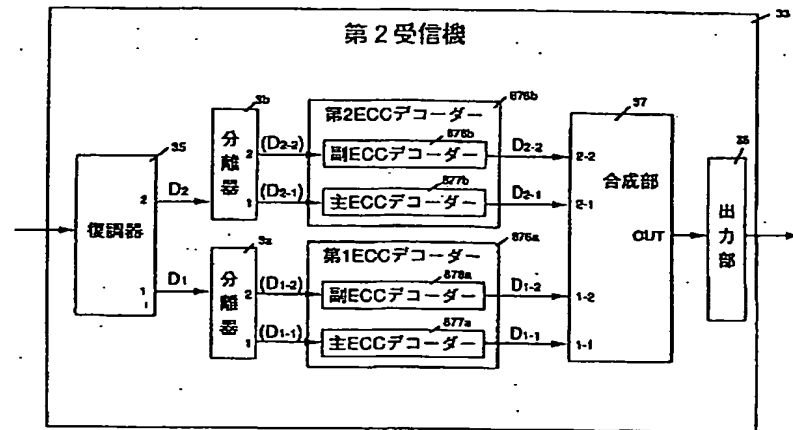 33
第2受信機
876b
3b
第2ECCデコーダー
37
35
分離器
2
(D2-2)
878b
副ECCデコーダー
D2-2
2-2
合成部
38
2
D2
1
(D2-1)
877b
主ECCデコーダー
D2-1
2-1
復調器
OUT
出力部
3a
876a
第1ECCデコーダー
1
D1
分離器
2
(D1-2)
878a
副ECCデコーダー
D1-2
1-2
1
(D1-1)
877a
主ECCデコーダー
D1-1
1-1